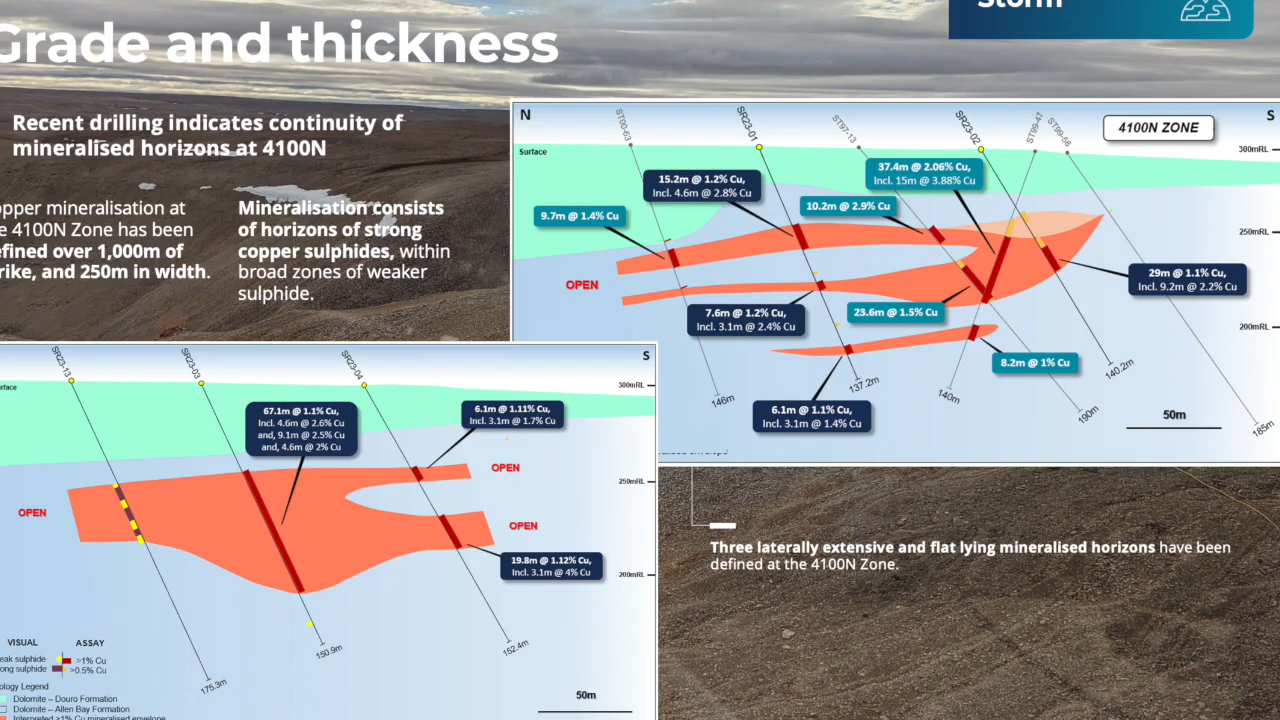 Storm
Grade and thickness
Recent drilling indicates continuity of
mineralised horizons at 4100N
opper mineralisation at
e 4100N Zone has been
efined over 1,000m of
rike, and 250m in width.
Mineralisation consists
of horizons of strong
copper sulphides, within
broad zones of weaker
sulphide.
N
S
4100N ZONE
ST00-63
SR23-01
ST97-13
SR23-02
ST99-47
ST99-56
Surface
300mRL
250mRL
200mRL
15.2m @ 1.2% Cu,
Incl. 4.6m @ 2.8% Cu
37.4m @ 2.06% Cu,
Incl. 15m @ 3.88% Cu
9.7m @ 1.4% Cu
10.2m @ 2.9% Cu
OPEN
29m @ 1.1% Cu,
Incl. 9.2m @ 2.2% Cu
7.6m @ 1.2% Cu,
Incl. 3.1m @ 2.4% Cu
23.6m @ 1.5% Cu
8.2m @ 1% Cu
6.1m @ 1.1% Cu,
Incl. 3.1m @ 1.4% Cu
146m
137.2m
140m
190m
140.2m
185m
50m
S
SR23-13
SR23-03
SR23-04
rface
300mRL
250mRL
200mRL
67.1m @ 1.1% Cu,
Incl. 4.6m @ 2.6% Cu
and, 9.1m @ 2.5% Cu
and, 4.6m @ 2% Cu
6.1m @ 1.11% Cu,
Incl. 3.1m @ 1.7% Cu
OPEN
OPEN
OPEN
19.8m @ 1.12% Cu,
Incl. 3.1m @ 4% Cu
175.3m
150.9m
152.4m
50m
VISUAL
ASSAY
eak sulphide
>1% Cu
ong sulphide
>0.5% Cu
ology Legend
Dolomite – Douro Formation
Dolomite – Allen Bay Formation
Interpreted >1% Cu mineralised envelope
Three laterally extensive and flat lying mineralised horizons have been
defined at the 4100N Zone.